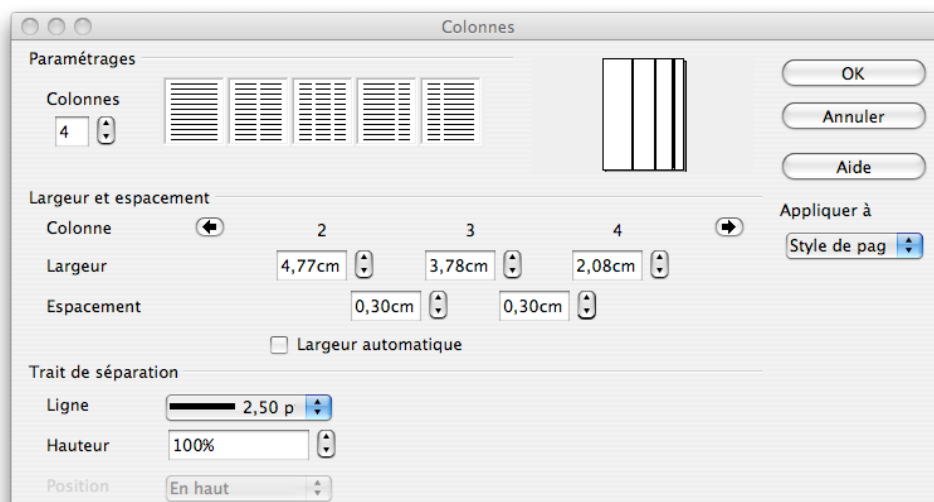 Colonnes
Paramétrages
OK
Colonnes
4
Annuler
Aide
Largeur et espacement
Appliquer à
Colonne 2 3 4
Style de pag
Largeur 4,77cm 3,78cm 2,08cm
Espacement 0,30cm 0,30cm
Largeur automatique
Trait de séparation
Ligne 2,50 p
Hauteur 100%
Position En haut